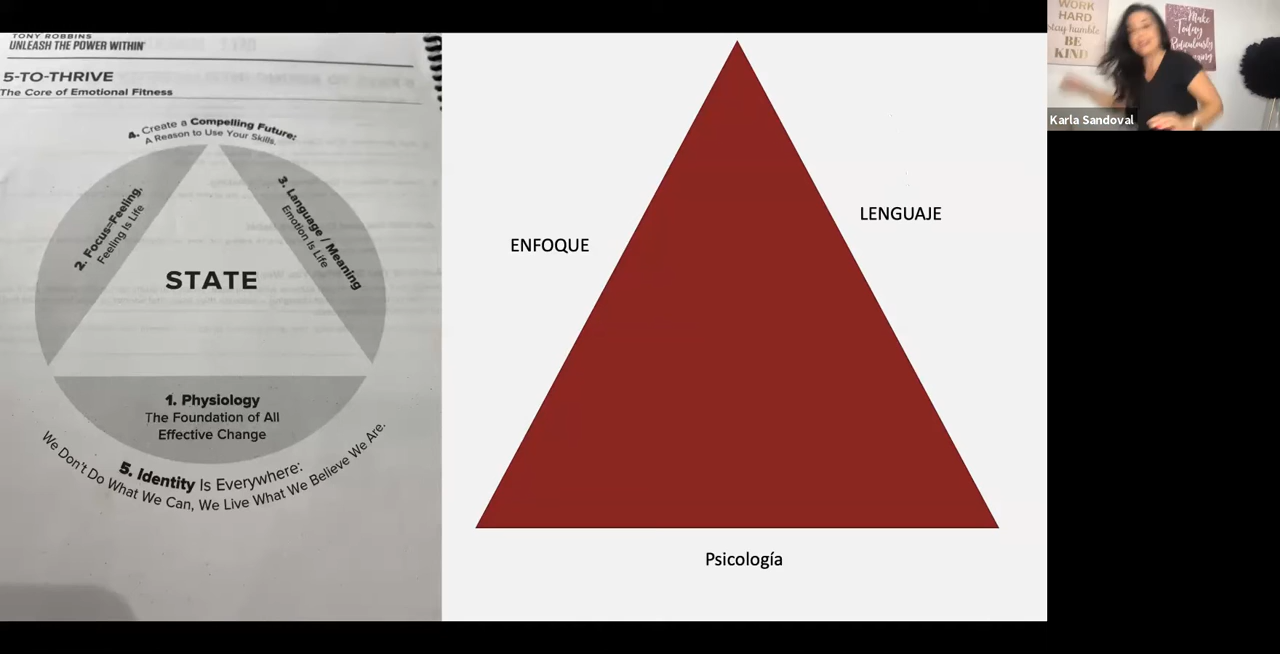 TONY ROBBINS
UNLEASH THE POWER WITHIN
5-TO-THRIVE
The Core of Emotional Fitness
4. Create a Compelling Future:
A Reason to Use Your Skills.
2. Focus=Feeling,
Feeling Is Life
3. Language / Meaning
Emotion Is Life
STATE
1. Physiology
The Foundation of All
Effective Change
5. Identity Is Everywhere:
We Don't Do What We Can, We Live What We Believe We Are.
ENFOQUE
LENGUAJE
Psicología
WORK
HARD
stay humble
BE
KIND
Make
Today
Ridiculously
Karla Sandoval